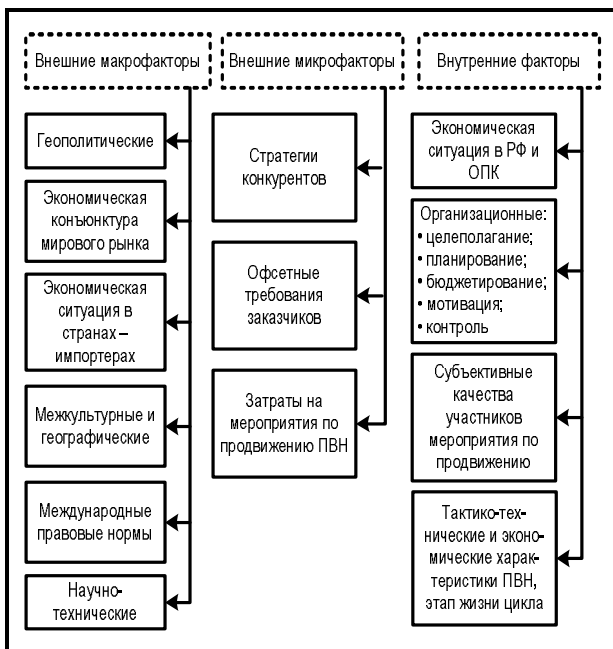 Внешние макрофакторы
Геополитические
Экономическая
конъюнктура
мирового рынка
Экономическая
ситуация в
странах –
импортерах
Межкультурные и
географические
Международные
правовые нормы
Научно-
технические
Внешние микрофакторы
Стратегии
конкурентов
Офсетные
требования
заказчиков
Затраты на
мероприятия по
продвижению ПВН
Внутренние факторы
Экономическая
ситуация в РФ и
ОПК
Организационные:
• целеполагание;
• планирование;
• бюджетирование;
• мотивация;
• контроль
Субъективные
качества
участников
мероприятия по
продвижению
Тактико-тех-
нические и эконо-
мические харак-
теристики ПВН,
этап жизни цикла